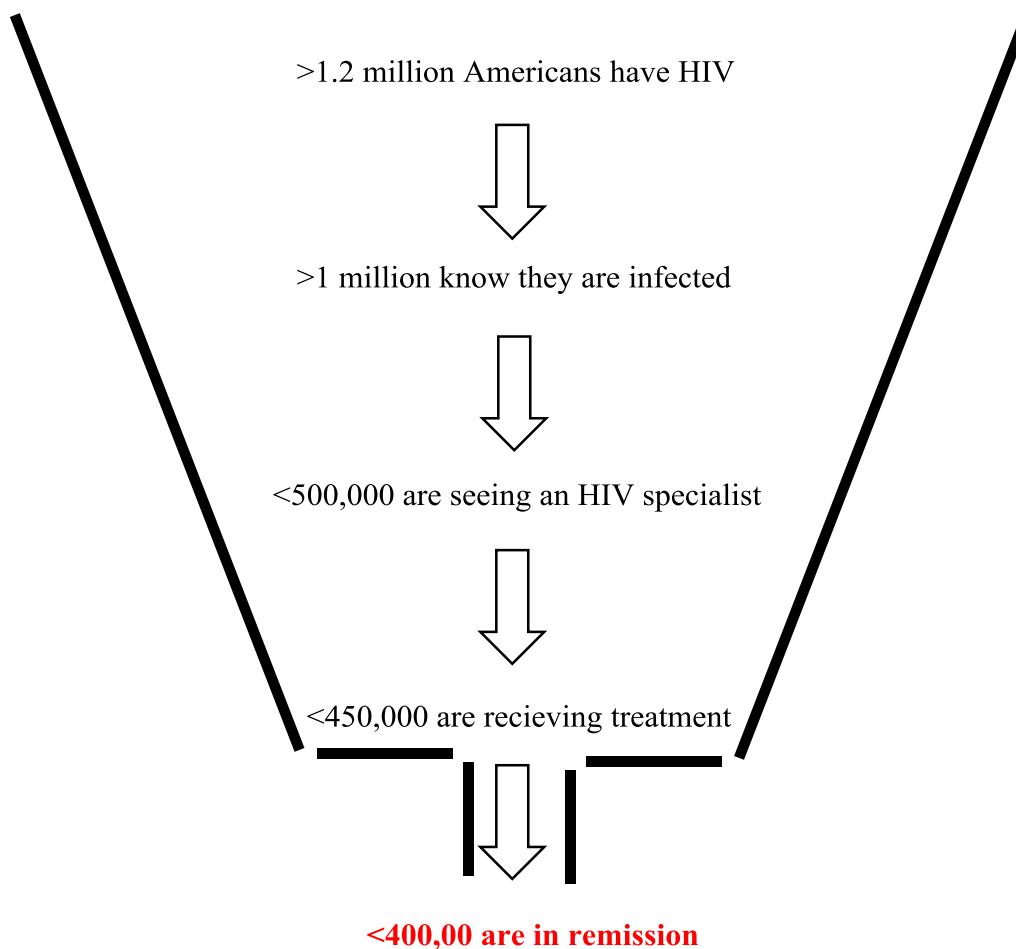 >1.2 million Americans have HIV
>1 million know they are infected
<500,000 are seeing an HIV specialist
<450,000 are recieving treatment
<400,00 are in remission